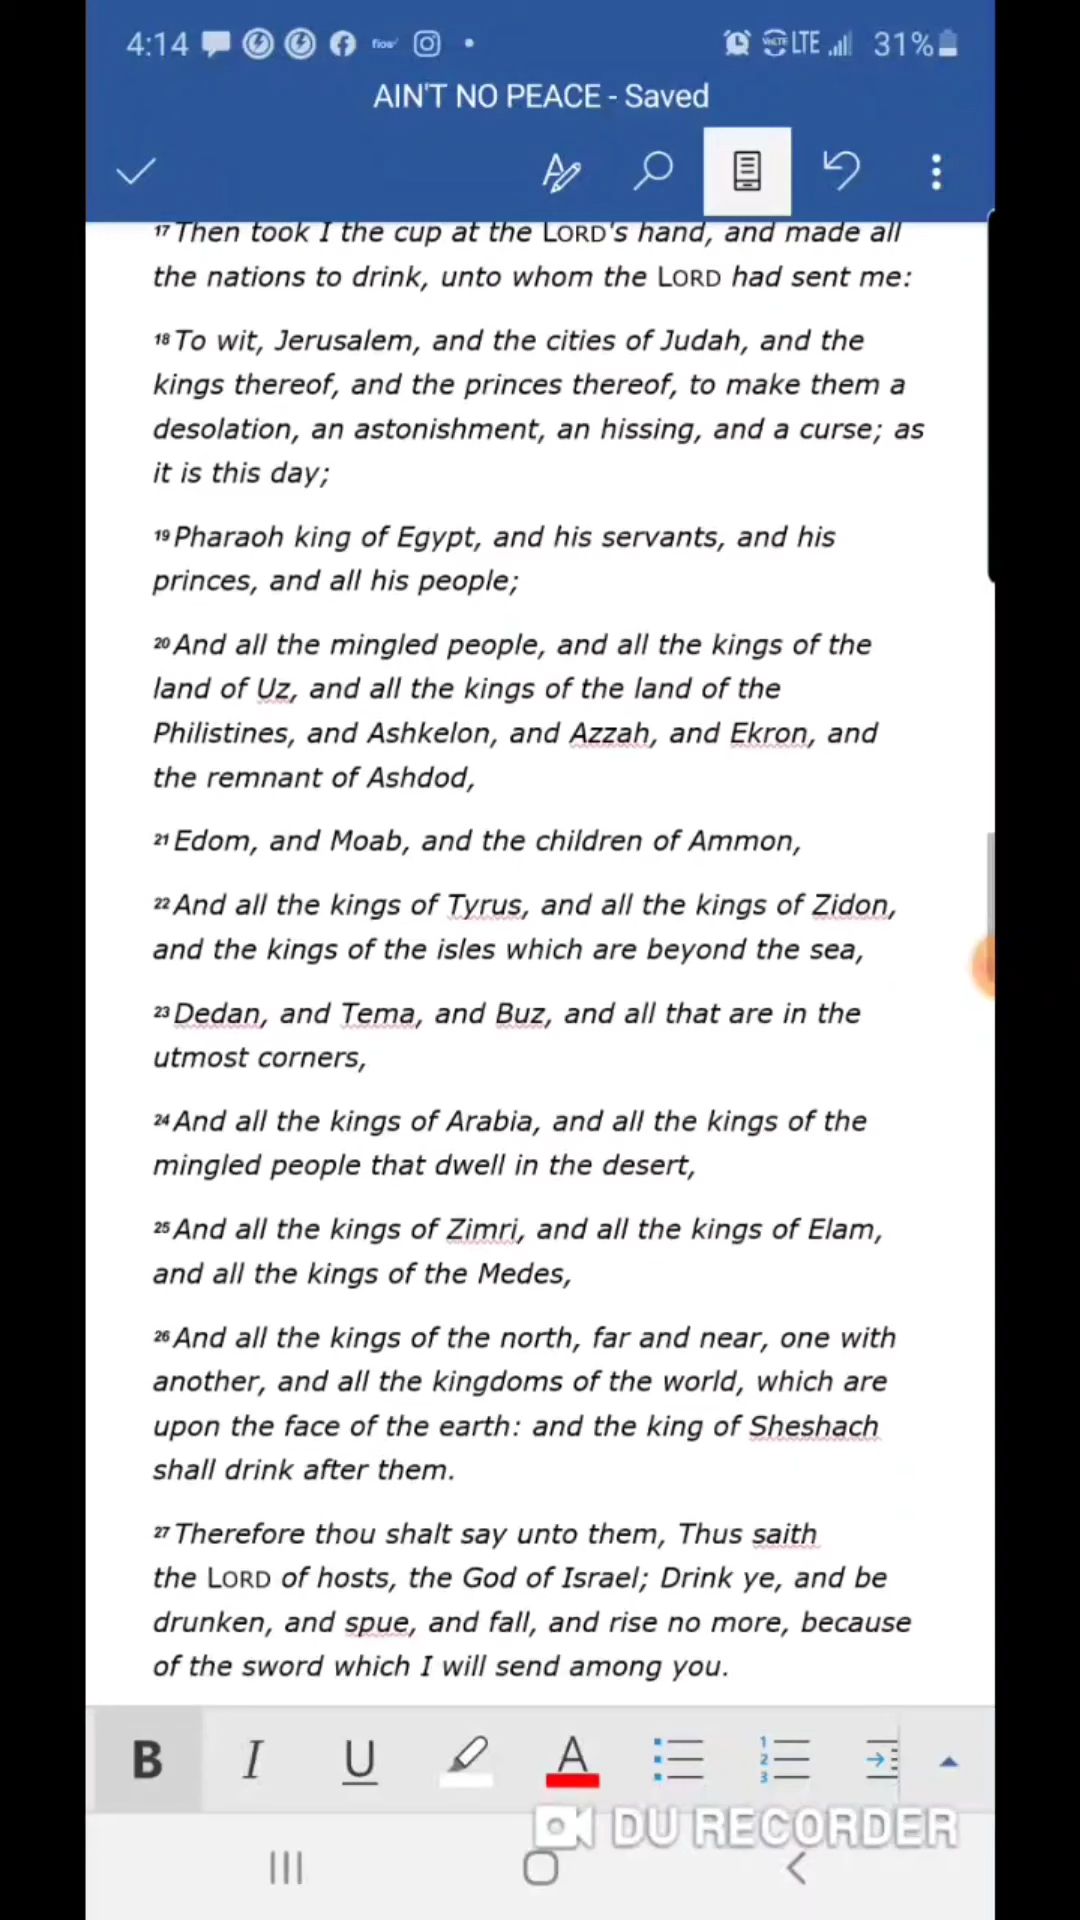 4:14 fios LTE 31%
AIN'T NO PEACE - Saved
17 Then took I the cup at the LORD's hand, and made all
the nations to drink, unto whom the LORD had sent me:
18 To wit, Jerusalem, and the cities of Judah, and the
kings thereof, and the princes thereof, to make them a
desolation, an astonishment, an hissing, and a curse; as
it is this day;
19 Pharaoh king of Egypt, and his servants, and his
princes, and all his people;
20 And all the mingled people, and all the kings of the
land of Uz, and all the kings of the land of the
Philistines, and Ashkelon, and Azzah, and Ekron, and
the remnant of Ashdod,
21 Edom, and Moab, and the children of Ammon,
22 And all the kings of Tyrus, and all the kings of Zidon,
and the kings of the isles which are beyond the sea,
23 Dedan, and Tema, and Buz, and all that are in the
utmost corners,
24 And all the kings of Arabia, and all the kings of the
mingled people that dwell in the desert,
25 And all the kings of Zimri, and all the kings of Elam,
and all the kings of the Medes,
26 And all the kings of the north, far and near, one with
another, and all the kingdoms of the world, which are
upon the face of the earth: and the king of Sheshach
shall drink after them.
27 Therefore thou shalt say unto them, Thus saith
the LORD of hosts, the God of Israel; Drink ye, and be
drunken, and spue, and fall, and rise no more, because
of the sword which I will send among you.
B I U A 1 2 3
DU RECORDER